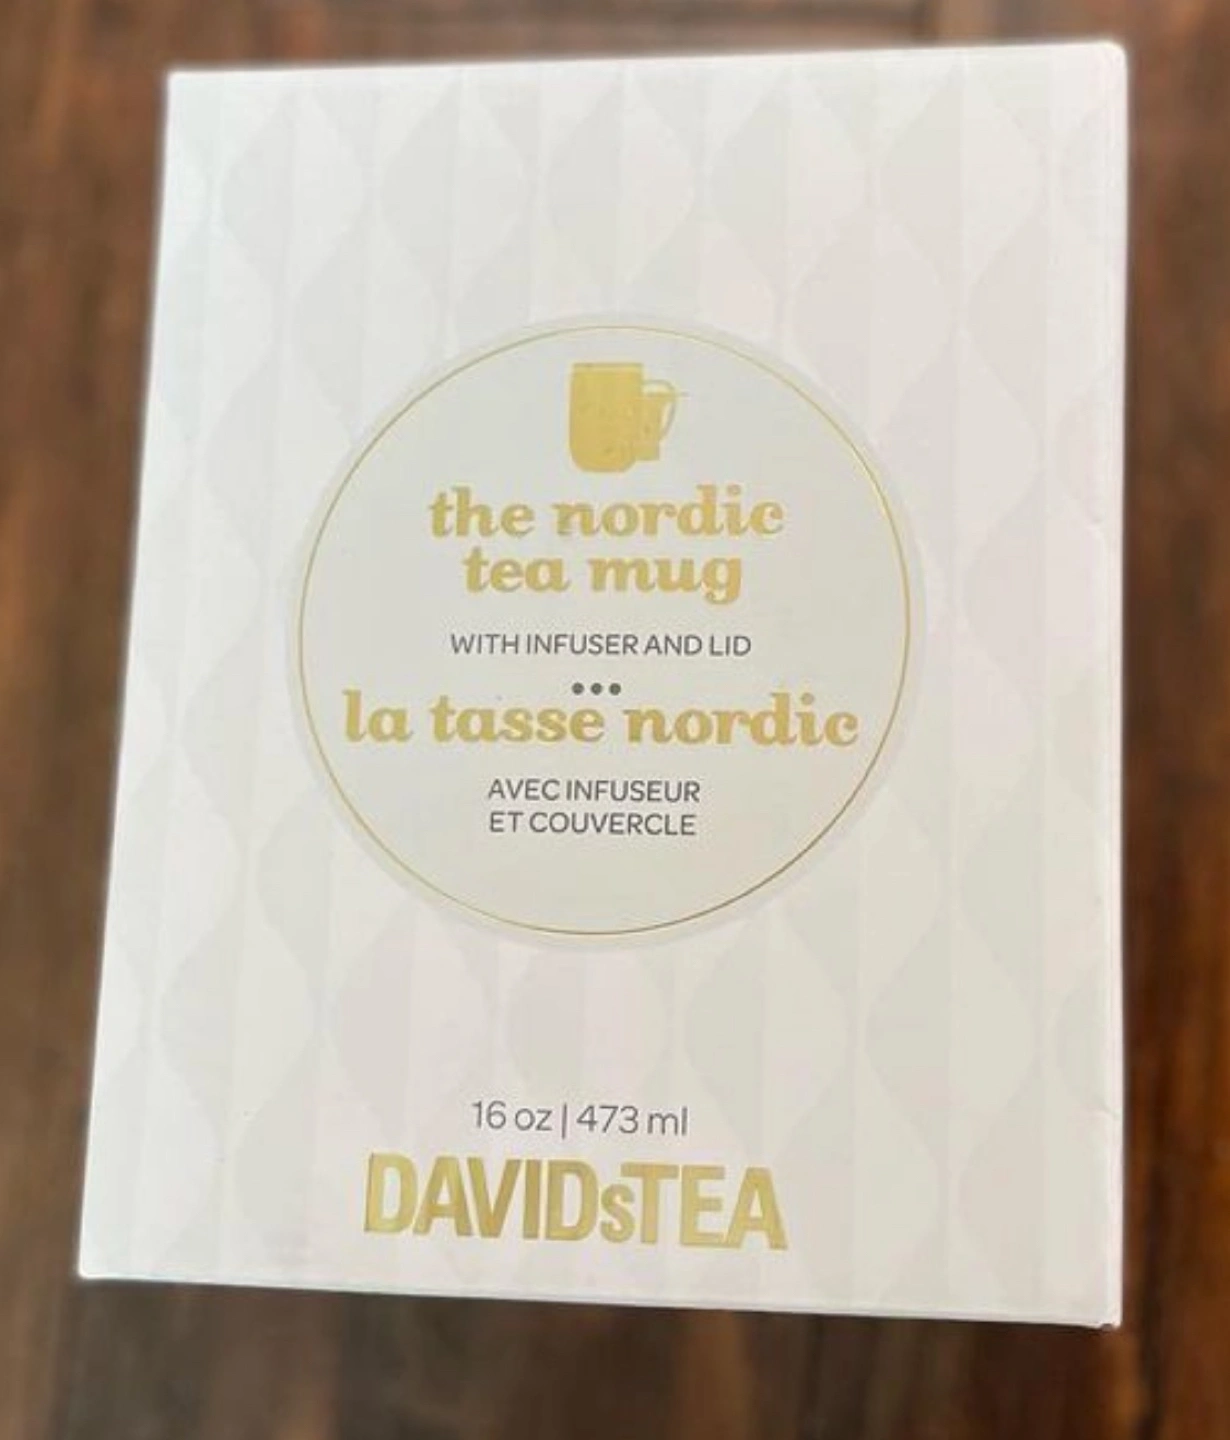 the nordic
tea mug
WITH INFUSER AND LID
•••
la tasse nordic
AVEC INFUSEUR
ET COUVERCLE
16 oz | 473 ml
DAVIDsTEA